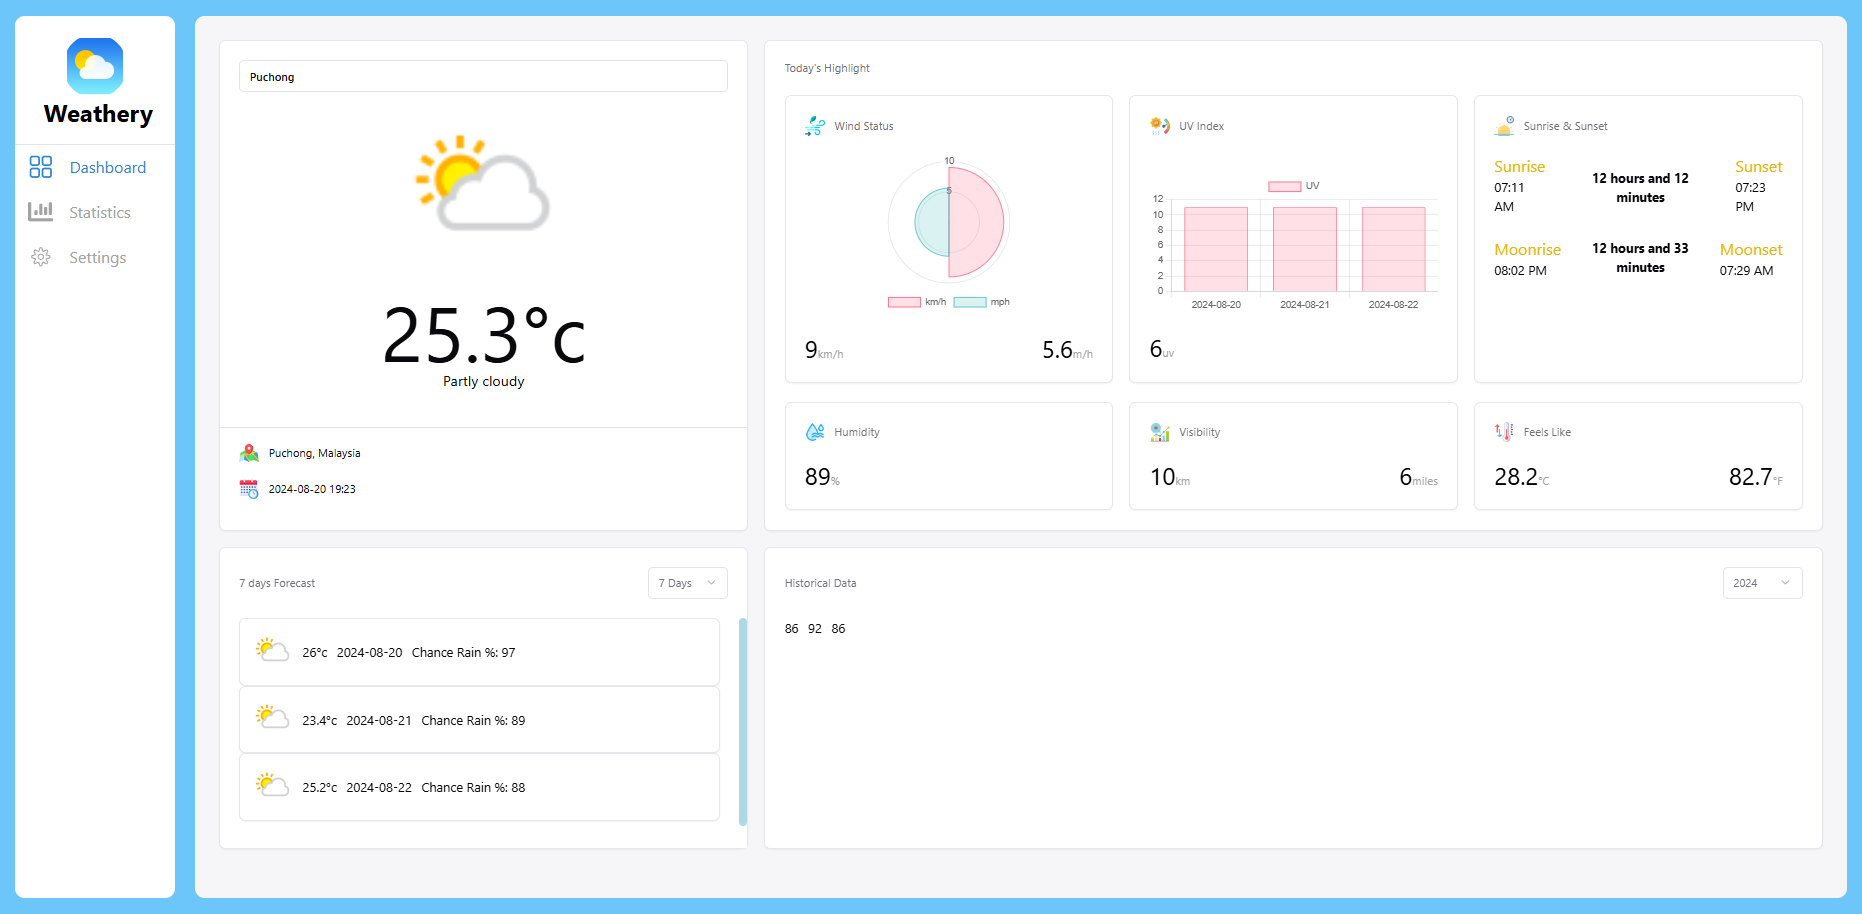 Weathery
Dashboard
Statistics
Settings
Puchong
25.3°c
Partly cloudy
Puchong, Malaysia
2024-08-20 19:23
Today's Highlight
Wind Status
10
5
km/h mph
9km/h 5.6m/h
UV Index
UV
12
10
8
6
4
2
0
2024-08-20 2024-08-21 2024-08-22
6uv
Sunrise & Sunset
Sunrise
07:11
AM
12 hours and 12
minutes
Sunset
07:23
PM
Moonrise
08:02 PM
12 hours and 33
minutes
Moonset
07:29 AM
Humidity
89%
Visibility
10km 6miles
Feels Like
28.2°C 82.7°F
7 days Forecast
7 Days
26°c 2024-08-20 Chance Rain %: 97
23.4°c 2024-08-21 Chance Rain %: 89
25.2°c 2024-08-22 Chance Rain %: 88
Historical Data
2024
86 92 86